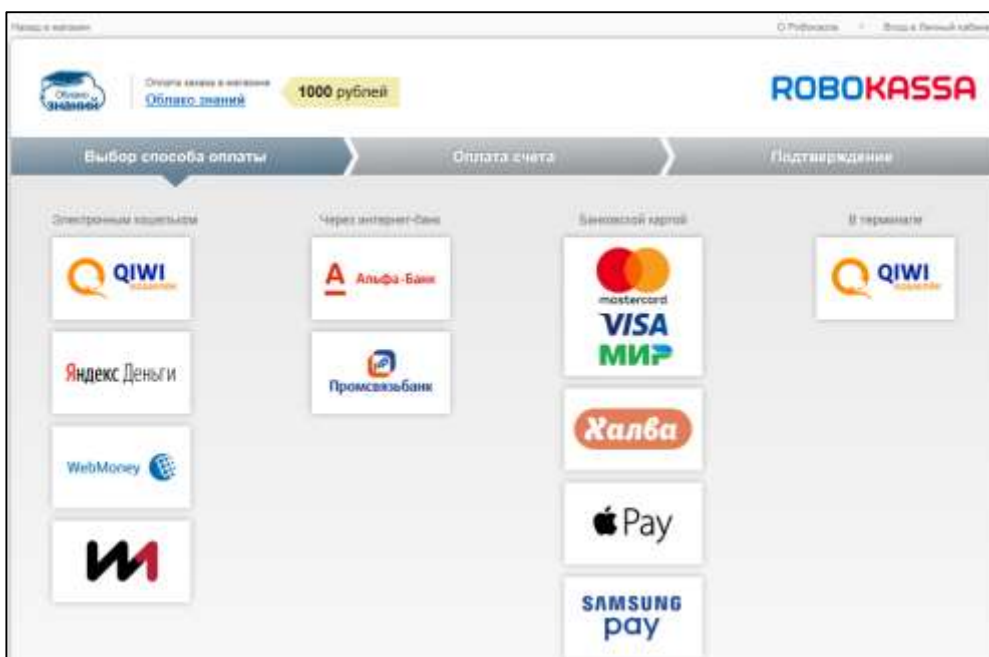 Назад в магазин
О Робокассе
Вход в Личный кабинет
Облако
ЗНАНИЙ
Оплата заказа в магазине
Облако знаний
1000 рублей
ROBOKASSA
Выбор способа оплаты
Оплата счета
Подтверждение
Электронным кошельком
Через интернет-банк
Банковской картой
В терминале
QIWI
КОШЕЛЕК
Альфа-Банк
mastercard
VISA
МИР
QIWI
КОШЕЛЕК
Яндекс Деньги
Промсвязьбанк
Халва
WebMoney
Pay
SAMSUNG
pay